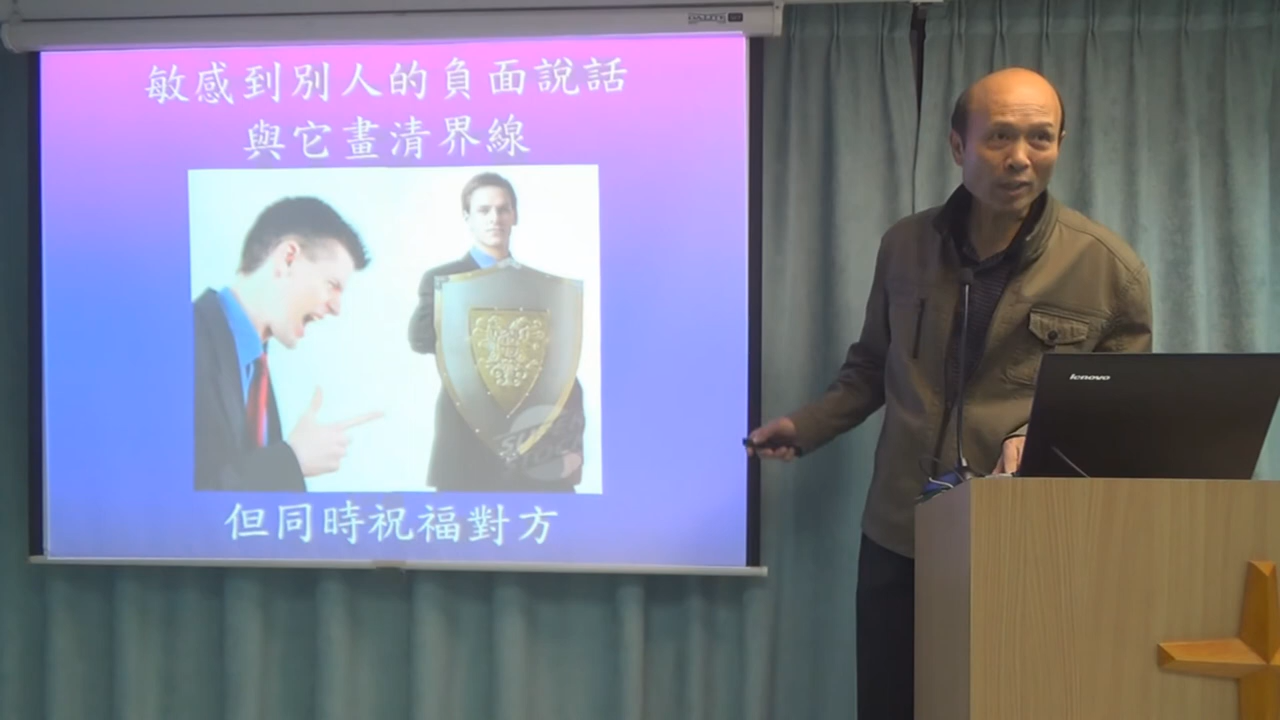 敏感到別人的負面說話
與它畫清界線
但同時祝福對方
lenovo